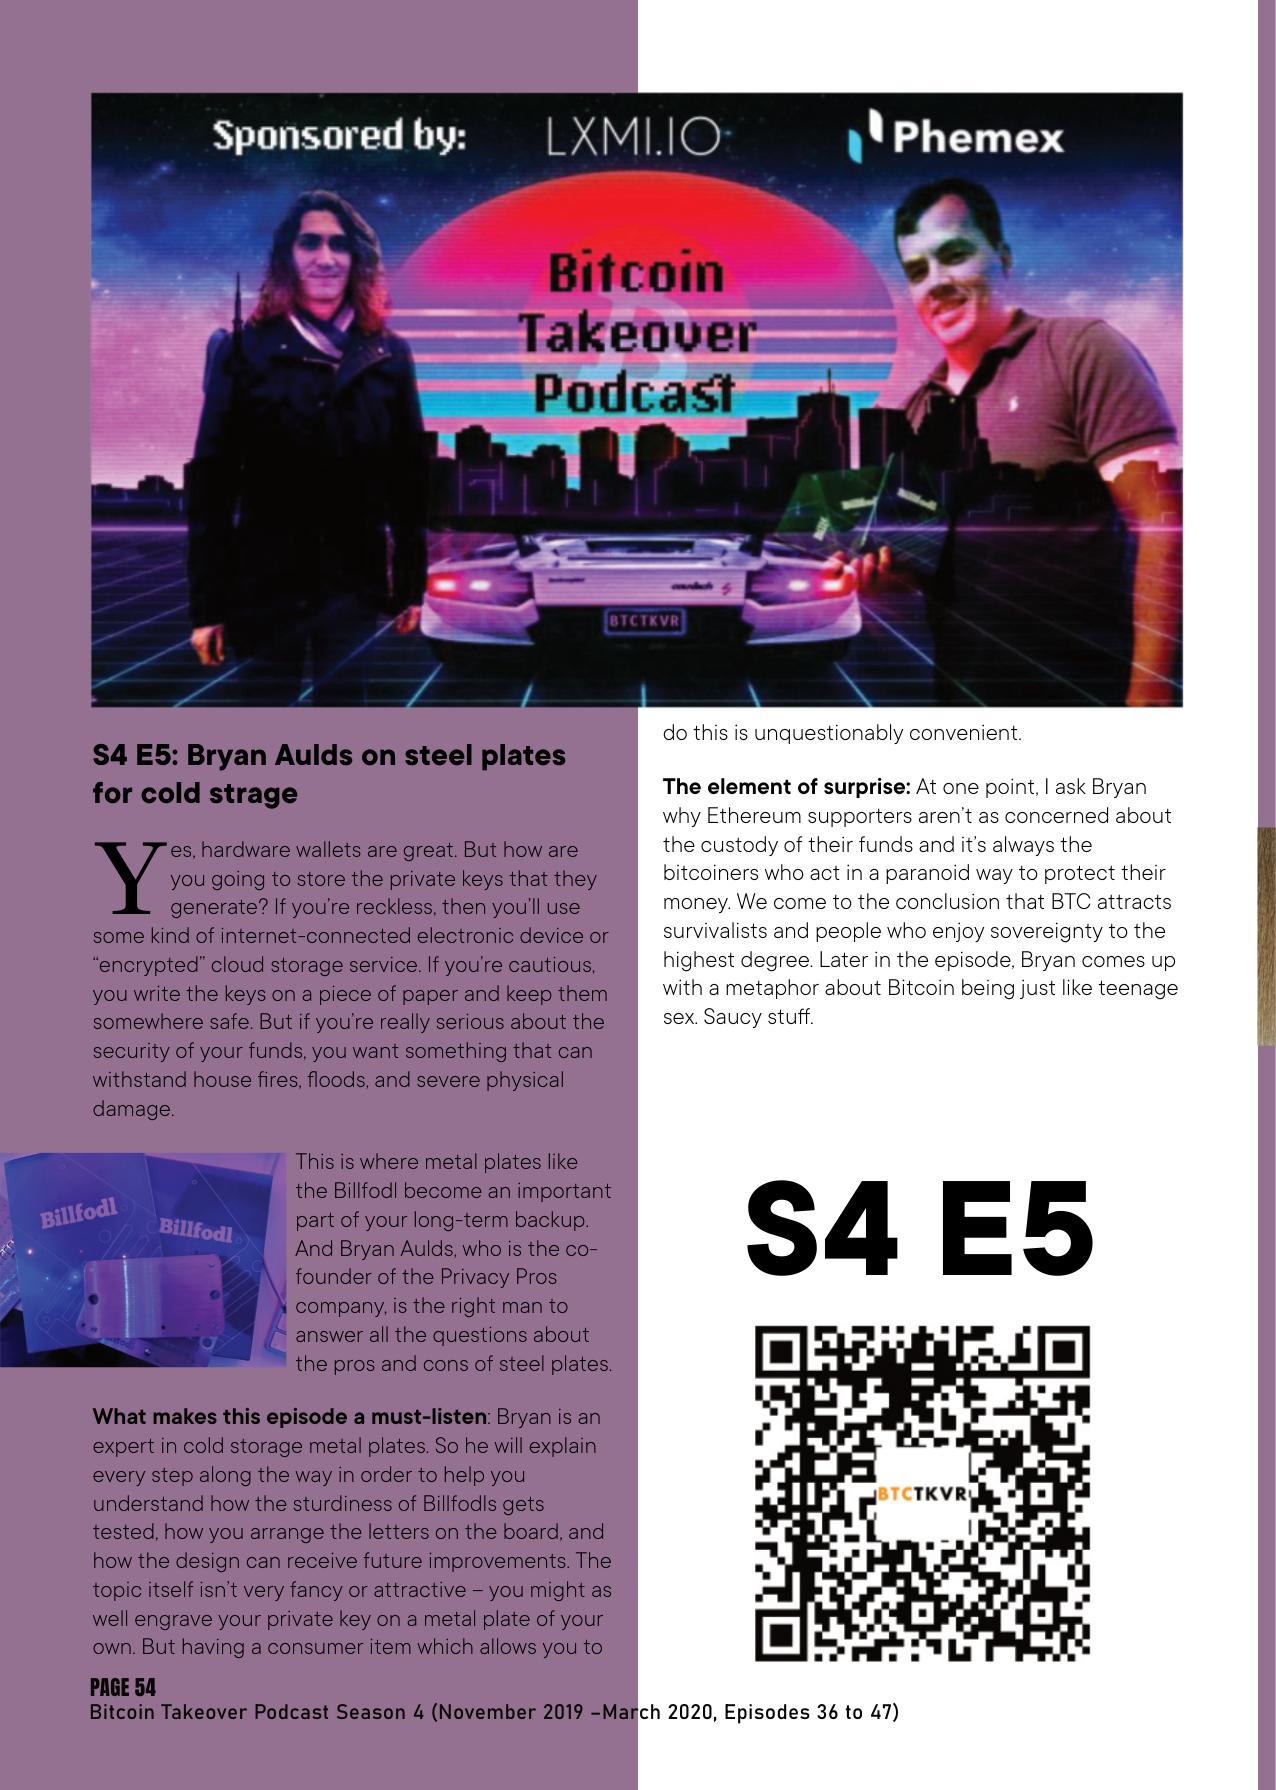 Sponsored by: LXMI.IO Phemex
Bitcoin
Takeover
Podcast
BTCTKVR
S4 E5: Bryan Aulds on steel plates
for cold strage
Yes, hardware wallets are great. But how are
you going to store the private keys that they
generate? If you’re reckless, then you’ll use
some kind of internet-connected electronic device or
“encrypted” cloud storage service. If you’re cautious,
you write the keys on a piece of paper and keep them
somewhere safe. But if you’re really serious about the
security of your funds, you want something that can
withstand house fires, floods, and severe physical
damage.
Billfodl
Billfodl
This is where metal plates like
the Billfodl become an important
part of your long-term backup.
And Bryan Aulds, who is the co-
founder of the Privacy Pros
company, is the right man to
answer all the questions about
the pros and cons of steel plates.
What makes this episode a must-listen: Bryan is an
expert in cold storage metal plates. So he will explain
every step along the way in order to help you
understand how the sturdiness of Billfodls gets
tested, how you arrange the letters on the board, and
how the design can receive future improvements. The
topic itself isn’t very fancy or attractive – you might as
well engrave your private key on a metal plate of your
own. But having a consumer item which allows you to
do this is unquestionably convenient.
The element of surprise: At one point, I ask Bryan
why Ethereum supporters aren’t as concerned about
the custody of their funds and it’s always the
bitcoiners who act in a paranoid way to protect their
money. We come to the conclusion that BTC attracts
survivalists and people who enjoy sovereignty to the
highest degree. Later in the episode, Bryan comes up
with a metaphor about Bitcoin being just like teenage
sex. Saucy stuff.
S4 E5
BTCTKVR
PAGE 54
Bitcoin Takeover Podcast Season 4 (November 2019 –March 2020, Episodes 36 to 47)